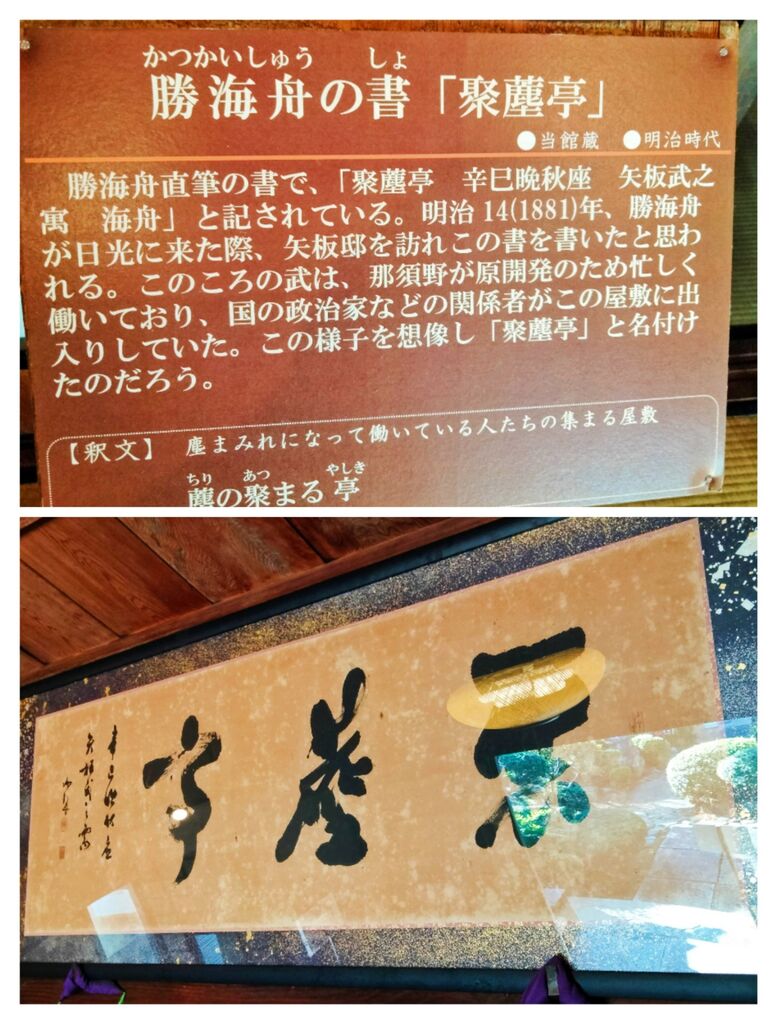 かつかいしゅう しょ
勝海舟の書「聚蘁亭」
●当館蔵 ●明治時代
勝海舟直筆の書で、「聚蘁亭 辛巳晩秋座 矢板武之
寓 海舟」と記されている。明治14(1881)年、勝海舟
が日光に来た際、矢板邸を訪れこの書を書いたと思わ
れる。このころの武は、那須野が原開発のため忙しく
働いており、国の政治家などの関係者がこの屋敷に出
入りしていた。この様子を想像し「聚蘁亭」と名付け
たのだろう。
【釈文】 塵まみれになって働いている人たちの集まる屋敷
ちり あつ やしき
蘁の聚まる亭